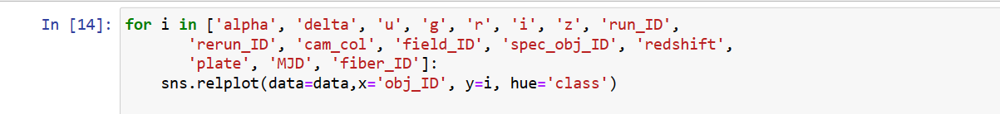 In [14]: for i in ['alpha', 'delta', 'u', 'g', 'r', 'i', 'z', 'run_ID',
'rerun_ID', 'cam_col', 'field_ID', 'spec_obj_ID', 'redshift',
'plate', 'MJD', 'fiber_ID']:
sns.relplot(data=data,x='obj_ID', y=i, hue='class')